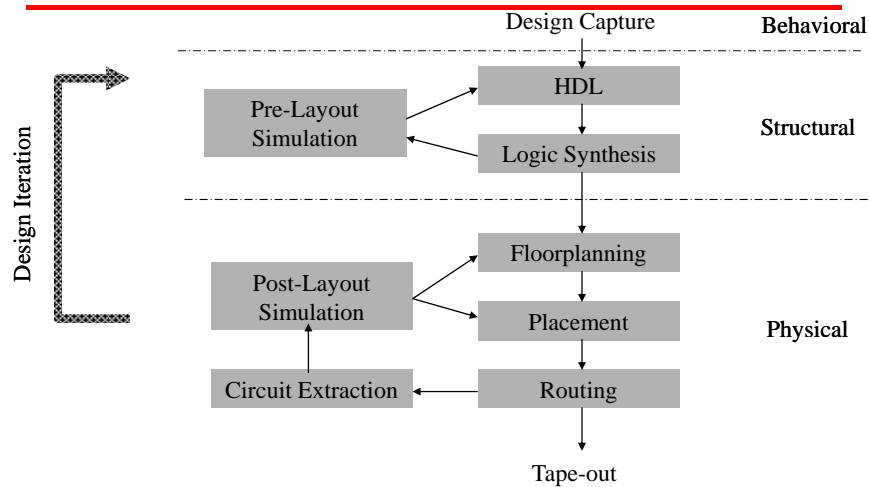 Design Capture
Behavioral
HDL
Pre-Layout
Simulation
Structural
Logic Synthesis
Design Iteration
Floorplanning
Post-Layout
Simulation
Placement
Physical
Circuit Extraction
Routing
Tape-out